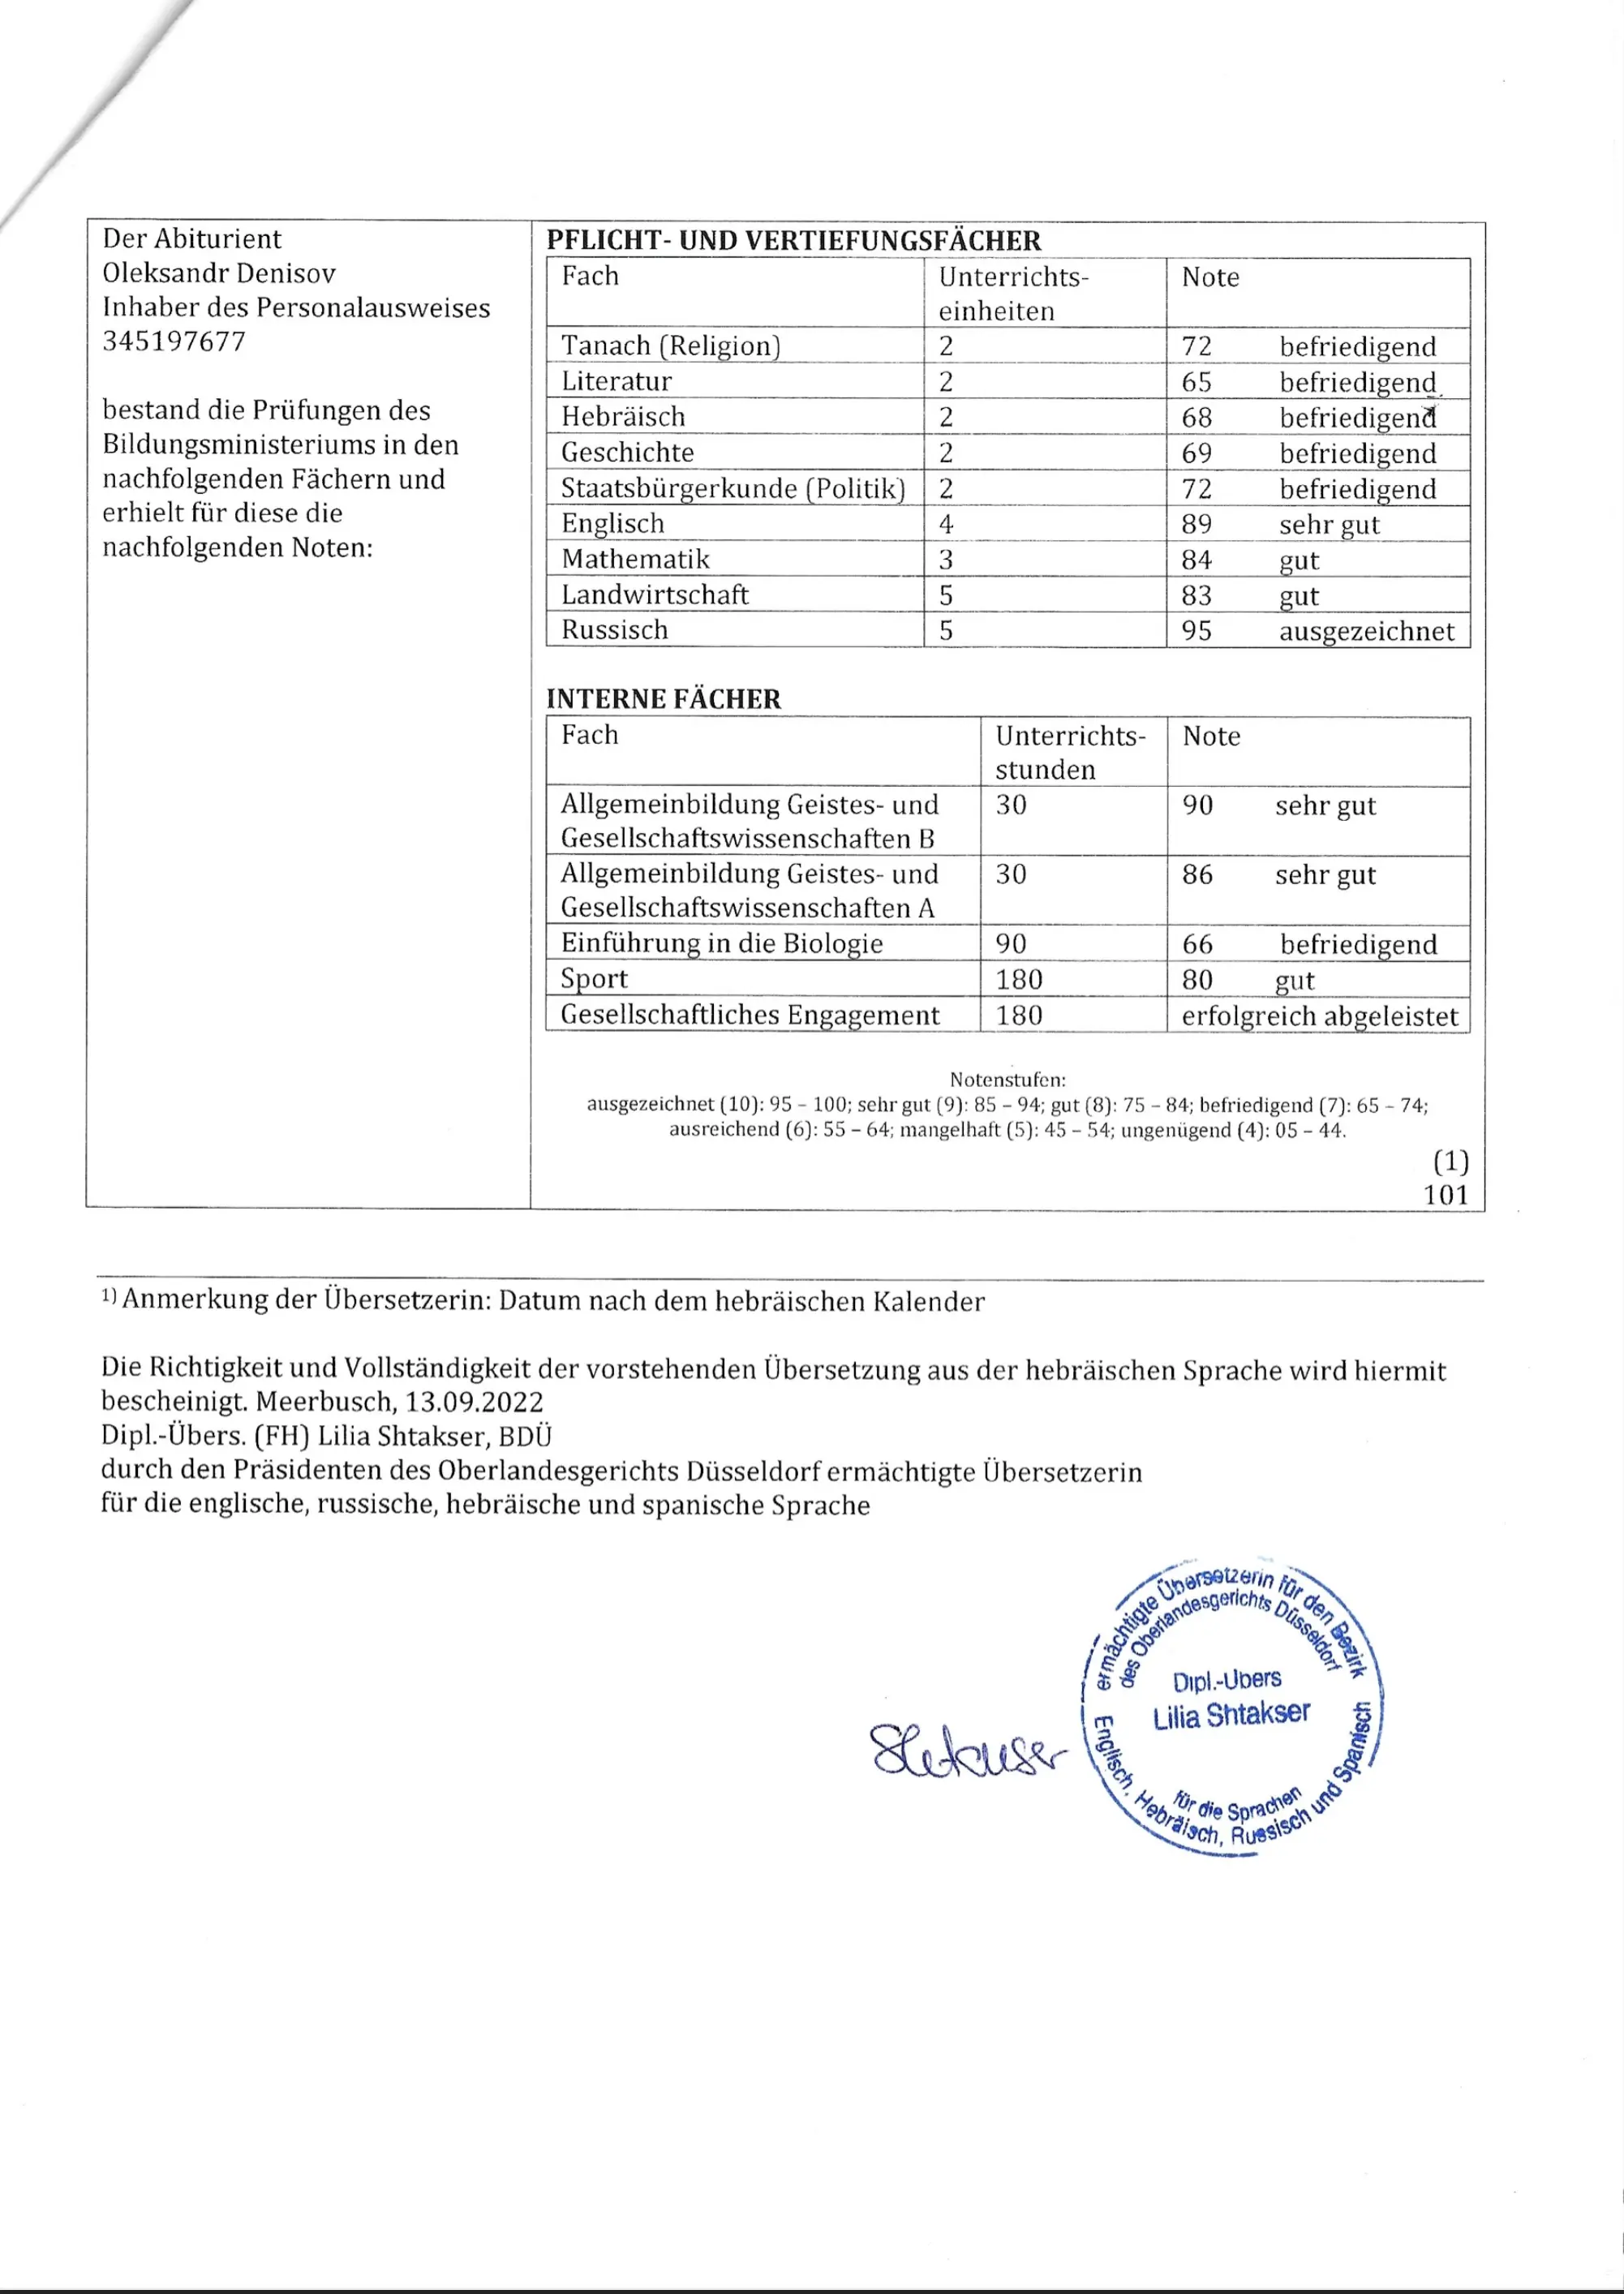 Der Abiturient
Oleksandr Denisov
Inhaber des Personalausweises
345197677
bestand die Prüfungen des
Bildungsministeriums in den
nachfolgenden Fächern und
erhielt für diese die
nachfolgenden Noten:
PFLICHT- UND VERTIEFUNGSFÄCHER
Fach Unterrichts- Note
einheiten
Tanach (Religion) 2 72 befriedigend
Literatur 2 65 befriedigend
Hebräisch 2 68 befriedigend
Geschichte 2 69 befriedigend
Staatsbürgerkunde (Politik) 2 72 befriedigend
Englisch 4 89 sehr gut
Mathematik 3 84 gut
Landwirtschaft 5 83 gut
Russisch 5 95 ausgezeichnet
INTERNE FÄCHER
Fach Unterrichts- Note
stunden
Allgemeinbildung Geistes- und 30 90 sehr gut
Gesellschaftswissenschaften B
Allgemeinbildung Geistes- und 30 86 sehr gut
Gesellschaftswissenschaften A
Einführung in die Biologie 90 66 befriedigend
Sport 180 80 gut
Gesellschaftliches Engagement 180 erfolgreich abgeleistet
Notenstufen:
ausgezeichnet (10): 95 – 100; sehr gut (9): 85 – 94; gut (8): 75 – 84; befriedigend (7): 65 – 74;
ausreichend (6): 55 – 64; mangelhaft (5): 45 – 54; ungenügend (4): 05 – 44.
(1)
101
1) Anmerkung der Übersetzerin: Datum nach dem hebräischen Kalender
Die Richtigkeit und Vollständigkeit der vorstehenden Übersetzung aus der hebräischen Sprache wird hiermit
bescheinigt. Meerbusch, 13.09.2022
Dipl.-Übers. (FH) Lilia Shtakser, BDÜ
durch den Präsidenten des Oberlandesgerichts Düsseldorf ermächtigte Übersetzerin
für die englische, russische, hebräische und spanische Sprache
ermächtigte Übersetzerin für den Bezirk
des Oberlandesgerichts Düsseldorf
Dipl.-Übers
Lilia Shtakser
für die Sprachen
Englisch, Hebräisch, Russisch und Spanisch
Shtakser